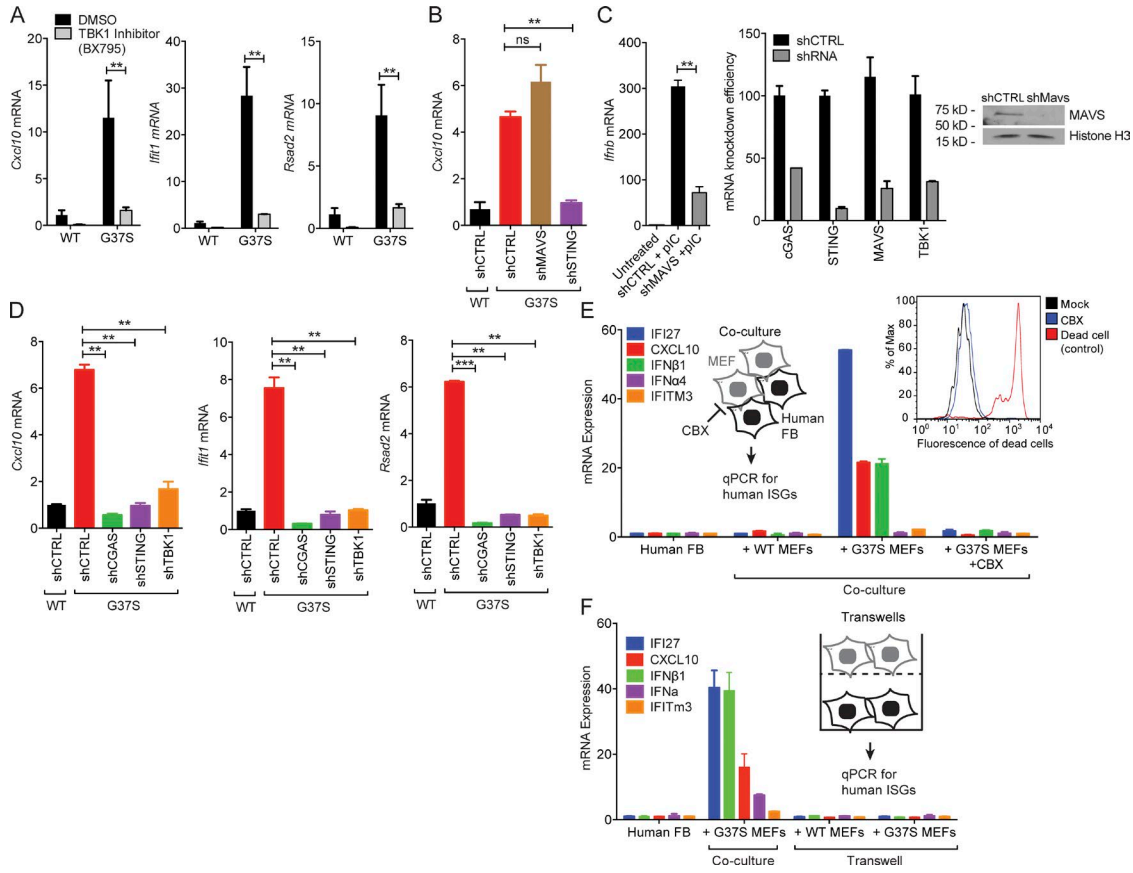 A
DMSO
TBK1 Inhibitor
(BX795)
Cxcl10 mRNA
20
15
10
5
0
**
WT
G37S
Ifit1 mRNA
40
30
20
10
0
**
WT
G37S
Rsad2 mRNA
15
10
5
0
**
WT
G37S
B
Cxcl10 mRNA
8
6
4
2
0
**
ns
shCTRL
shCTRL
shMAVS
shSTING
WT
G37S
C
Ifnb mRNA
400
300
200
100
0
**
Untreated
shCTRL + pIC
shMAVS +pIC
shCTRL
shRNA
mRNA knockdown efficiency
150
100
50
0
cGAS
STING
MAVS
TBK1
shCTRL shMavs
75 kD -
50 kD -
15 kD -
MAVS
Histone H3
D
Cxcl10 mRNA
8
6
4
2
0
**
**
**
shCTRL
shCTRL
shCGAS
shSTING
shTBK1
WT
G37S
Ifit1 mRNA
10
8
6
4
2
0
**
**
**
shCTRL
shCTRL
shCGAS
shSTING
shTBK1
WT
G37S
Rsad2 mRNA
8
6
4
2
0
**
**
***
shCTRL
shCTRL
shCGAS
shSTING
shTBK1
WT
G37S
E
mRNA Expression
60
40
20
0
IFI27
CXCL10
IFNβ1
IFNα4
IFITM3
Co-culture
MEF
CBX
Human
FB
qPCR for
human ISGs
% of Max
100
80
60
40
20
0
10⁰
10¹
10²
10³
10⁴
Fluorescence of dead cells
Mock
CBX
Dead cell
(control)
Human FB
+ WT MEFs
+ G37S MEFs
+ G37S MEFs
+CBX
Co-culture
F
mRNA Expression
60
40
20
0
IFI27
CXCL10
IFNβ1
IFNa
IFITm3
Transwells
qPCR for
human ISGs
Human FB
+ G37S MEFs
+ WT MEFs
+ G37S MEFs
Co-culture
Transwell